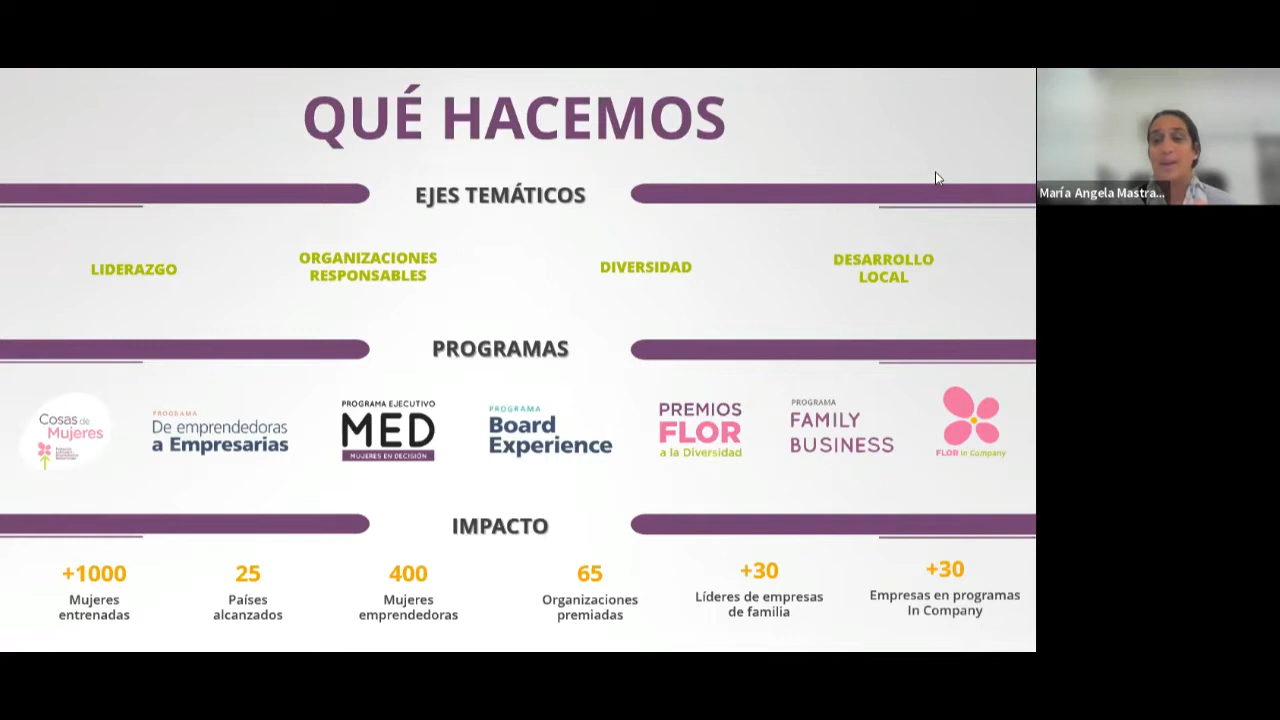 QUÉ HACEMOS
EJES TEMÁTICOS
LIDERAZGO
ORGANIZACIONES
RESPONSABLES
DIVERSIDAD
DESARROLLO
LOCAL
PROGRAMAS
Cosas de
Mujeres
PROGRAMA
De emprendedoras
a Empresarias
PROGRAMA EJECUTIVO
MED
MUJERES EN DECISIÓN
PROGRAMA
Board
Experience
PREMIOS
FLOR
a la Diversidad
PROGRAMA
FAMILY
BUSINESS
FLOR In Company
IMPACTO
+1000
Mujeres
entrenadas
25
Países
alcanzados
400
Mujeres
emprendedoras
65
Organizaciones
premiadas
+30
Líderes de empresas
de familia
+30
Empresas en programas
In Company
María Angela Mastra...